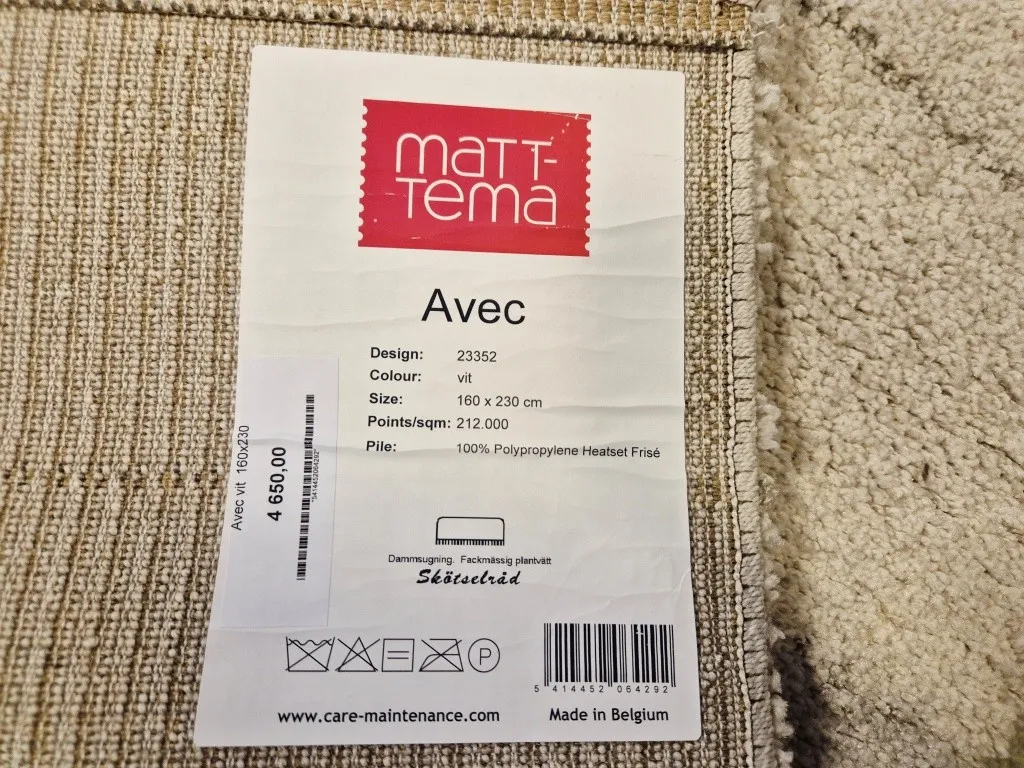 maTT-
Tema
Avec
Design: 23352
Colour: vit
Size: 160 x 230 cm
Points/sqm: 212.000
Pile: 100% Polypropylene Heatset Frisé
Avec vit 160x230
4 650,00
*5414452064292*
Dammsugning. Fackmässig plantvätt
Skötselråd
P
5 414452 064292
www.care-maintenance.com
Made in Belgium